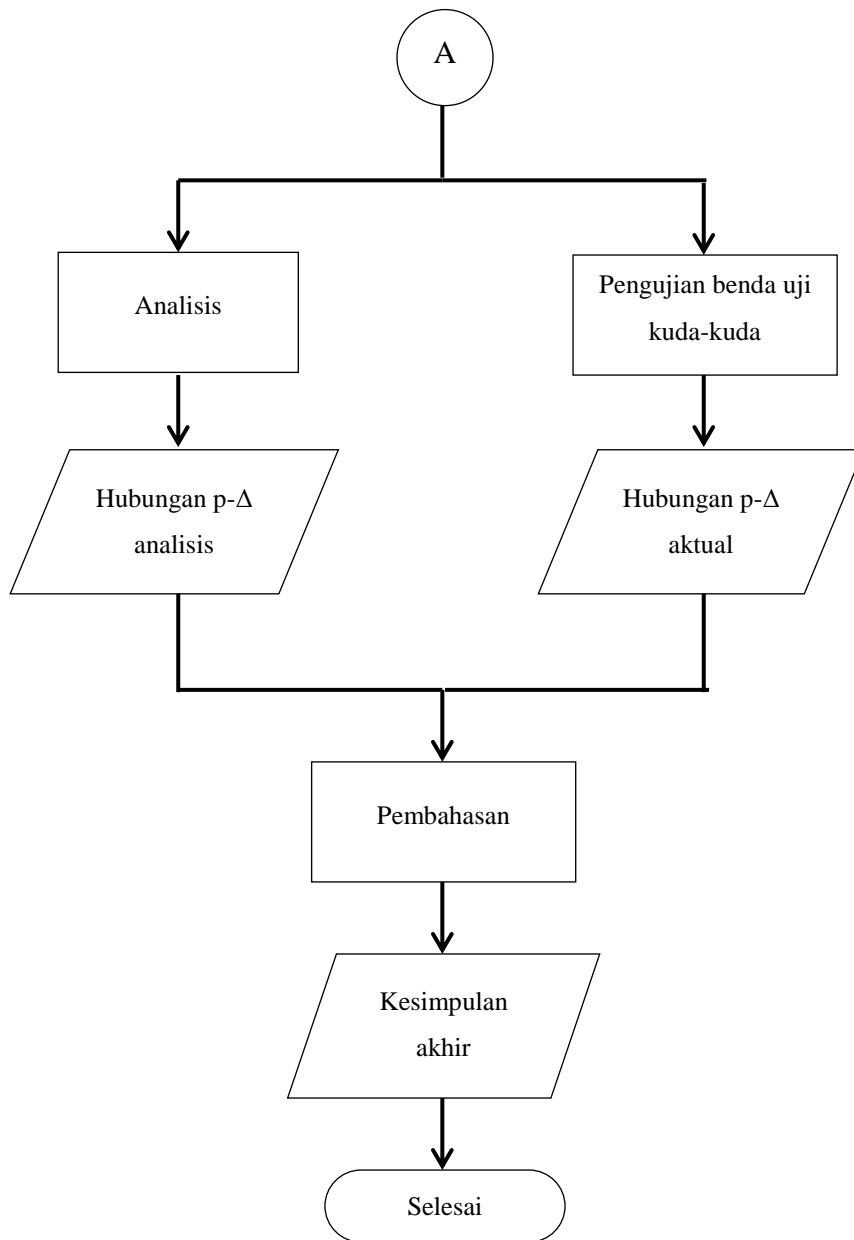 A
Analisis
Pengujian benda uji
kuda-kuda
Hubungan p-Δ
analisis
Hubungan p-Δ
aktual
Pembahasan
Kesimpulan
akhir
Selesai